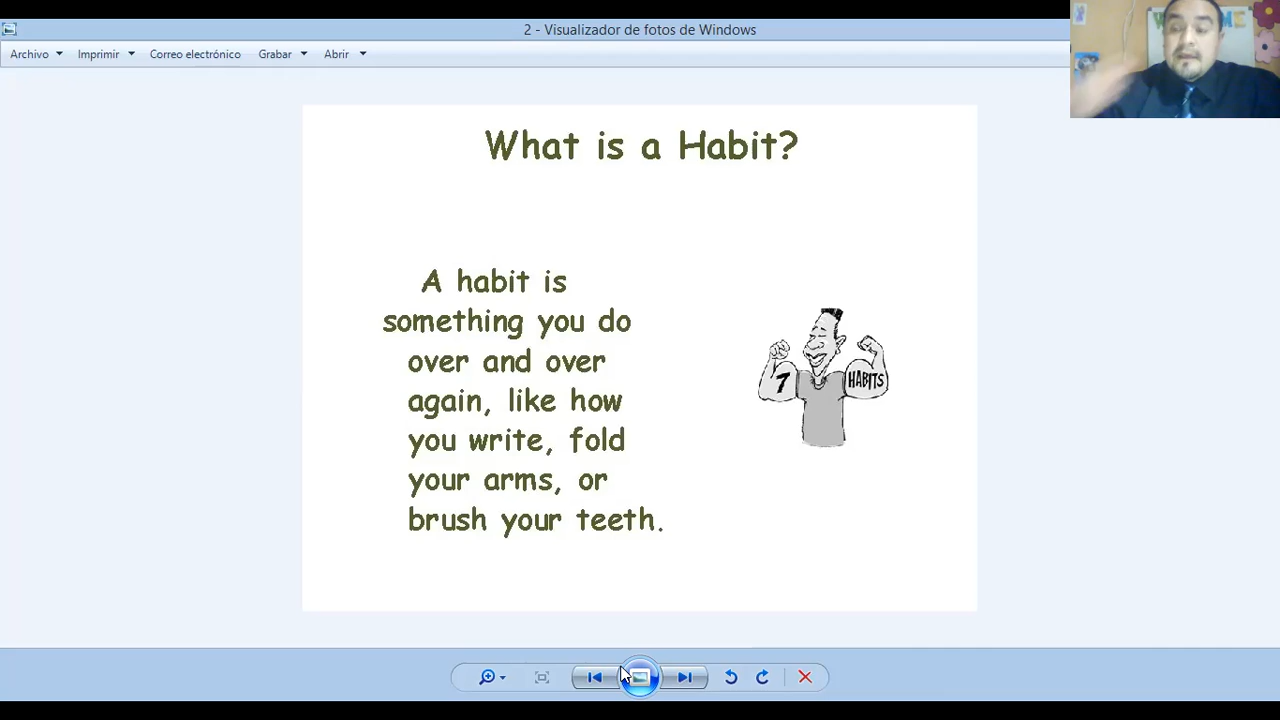 2 - Visualizador de fotos de Windows
Archivo Imprimir Correo electrónico Grabar Abrir
What is a Habit?
A habit is
something you do
over and over
again, like how
you write, fold
your arms, or
brush your teeth.
7 HABITS